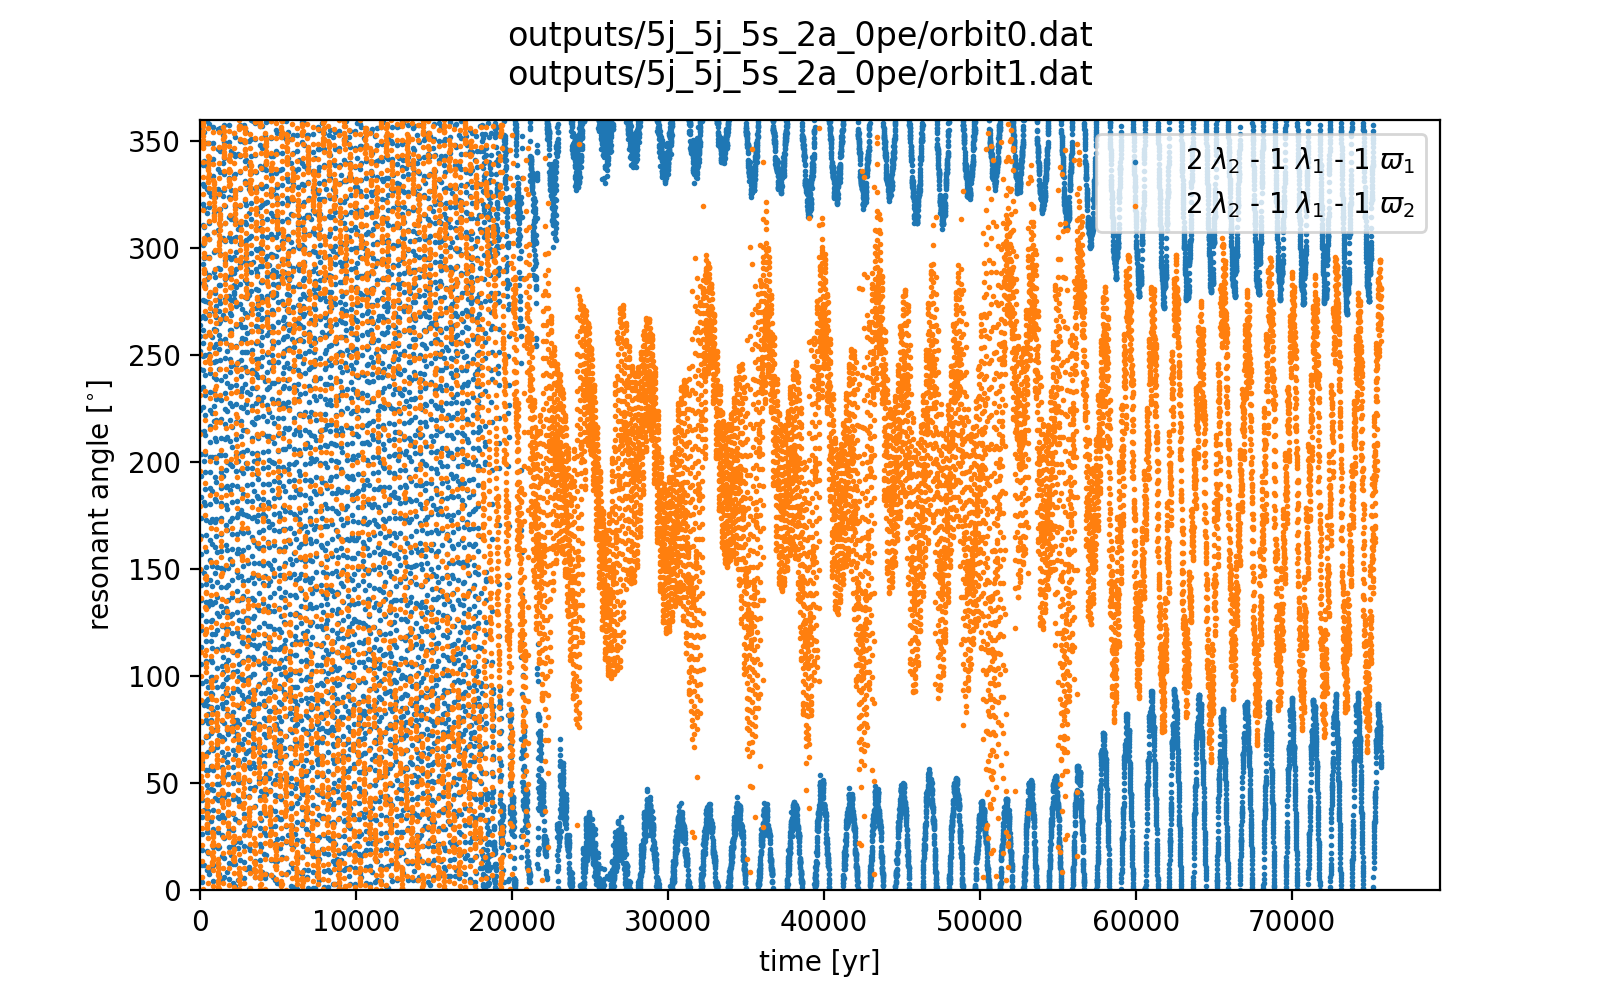 outputs/5j_5j_5s_2a_0pe/orbit0.dat
outputs/5j_5j_5s_2a_0pe/orbit1.dat
350
300
250
200
150
100
50
0
resonant angle [°]
2 λ₂ - 1 λ₁ - 1 ϖ₁
2 λ₂ - 1 λ₁ - 1 ϖ₂
0 10000 20000 30000 40000 50000 60000 70000
time [yr]